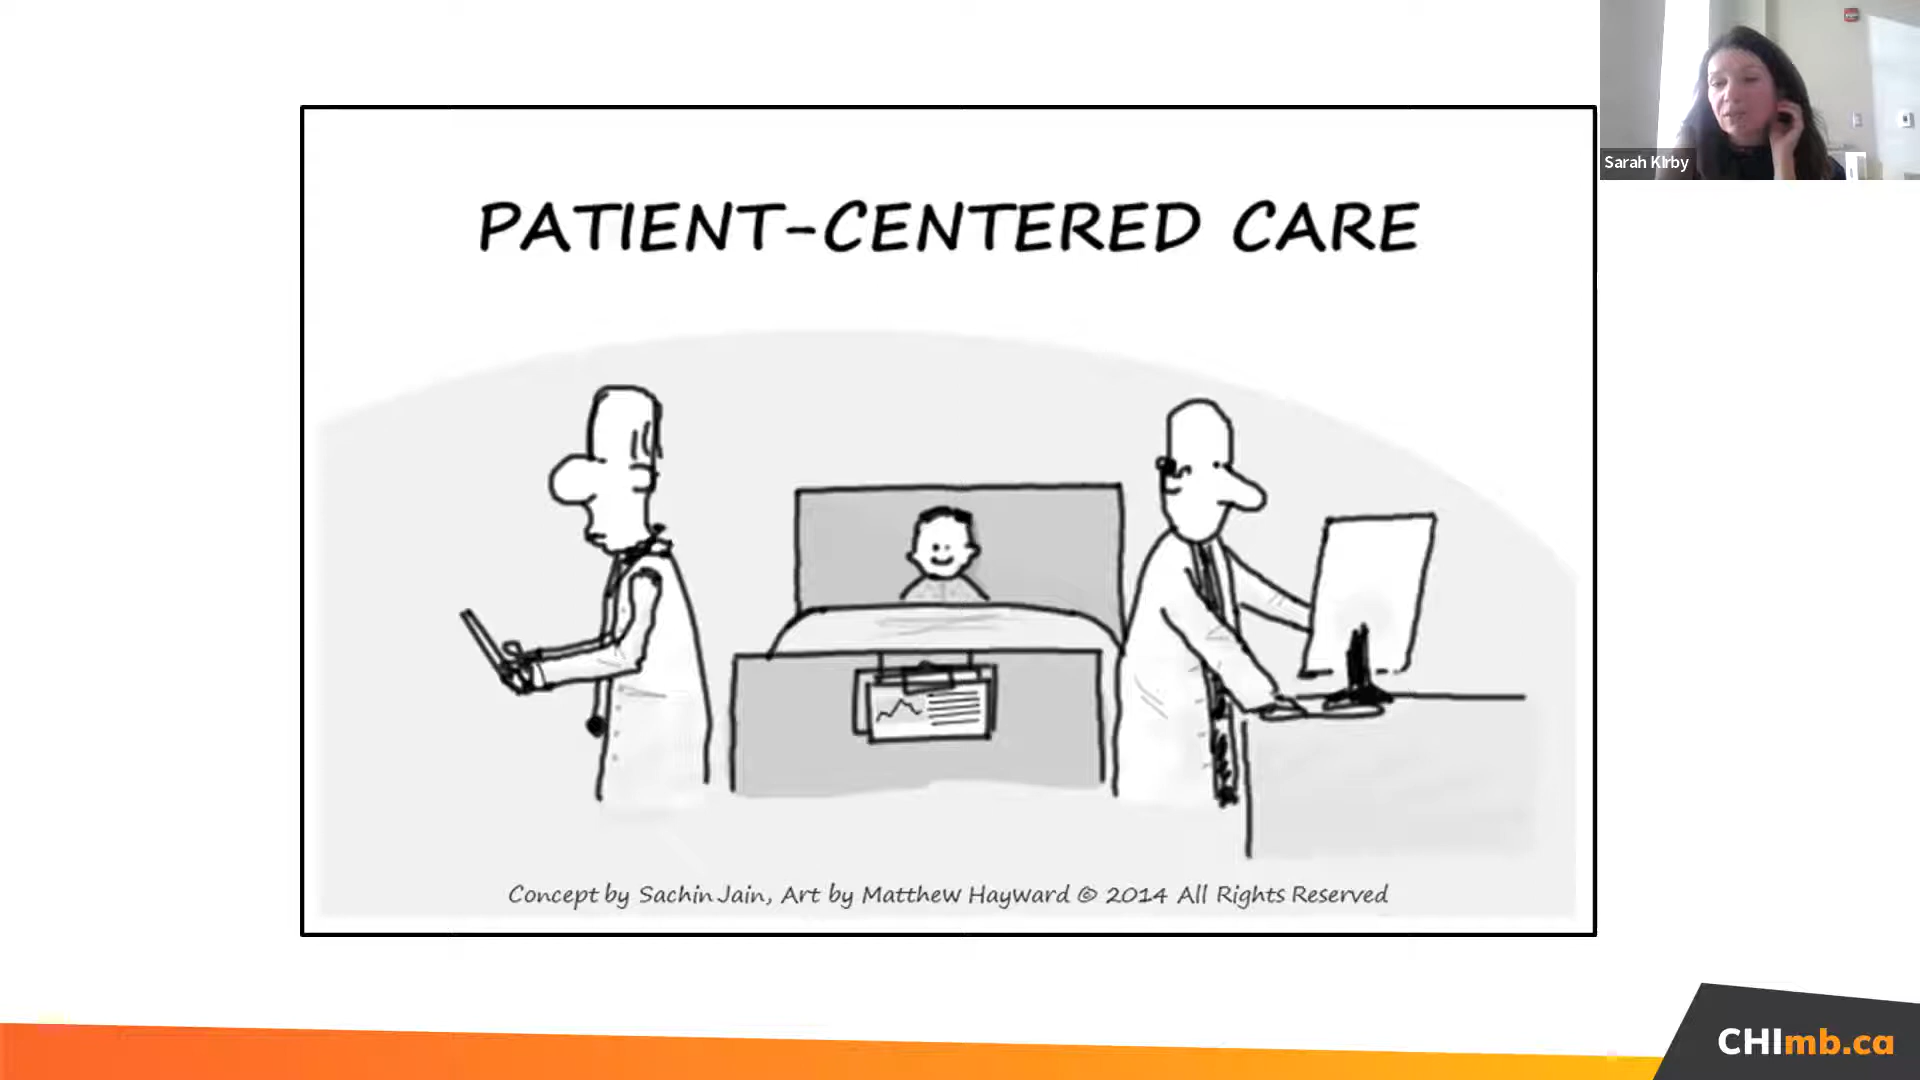 Sarah Kirby
PATIENT-CENTERED CARE
Concept by Sachin Jain, Art by Matthew Hayward © 2014 All Rights Reserved
CHImb.ca